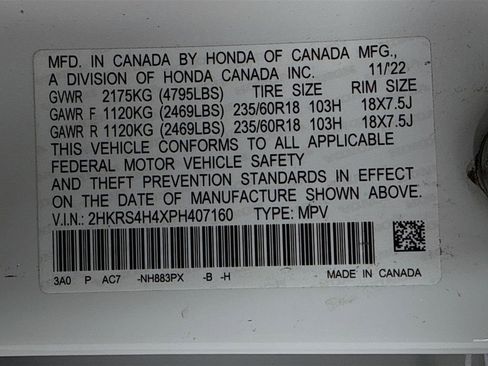 MFD. IN CANADA BY HONDA OF CANADA MFG.,
A DIVISION OF HONDA CANADA INC. 11/'22
GVWR 2175KG (4795LBS) TIRE SIZE RIM SIZE
GAWR F 1120KG (2469LBS) 235/60R18 103H 18X7.5J
GAWR R 1120KG (2469LBS) 235/60R18 103H 18X7.5J
THIS VEHICLE CONFORMS TO ALL APPLICABLE
FEDERAL MOTOR VEHICLE SAFETY
AND THEFT PREVENTION STANDARDS IN EFFECT
ON THE DATE OF MANUFACTURE SHOWN ABOVE.
V.I.N.: 2HKRS4H4XPH407160 TYPE: MPV
3A0 P AC7 -NH883PX -B -H MADE IN CANADA